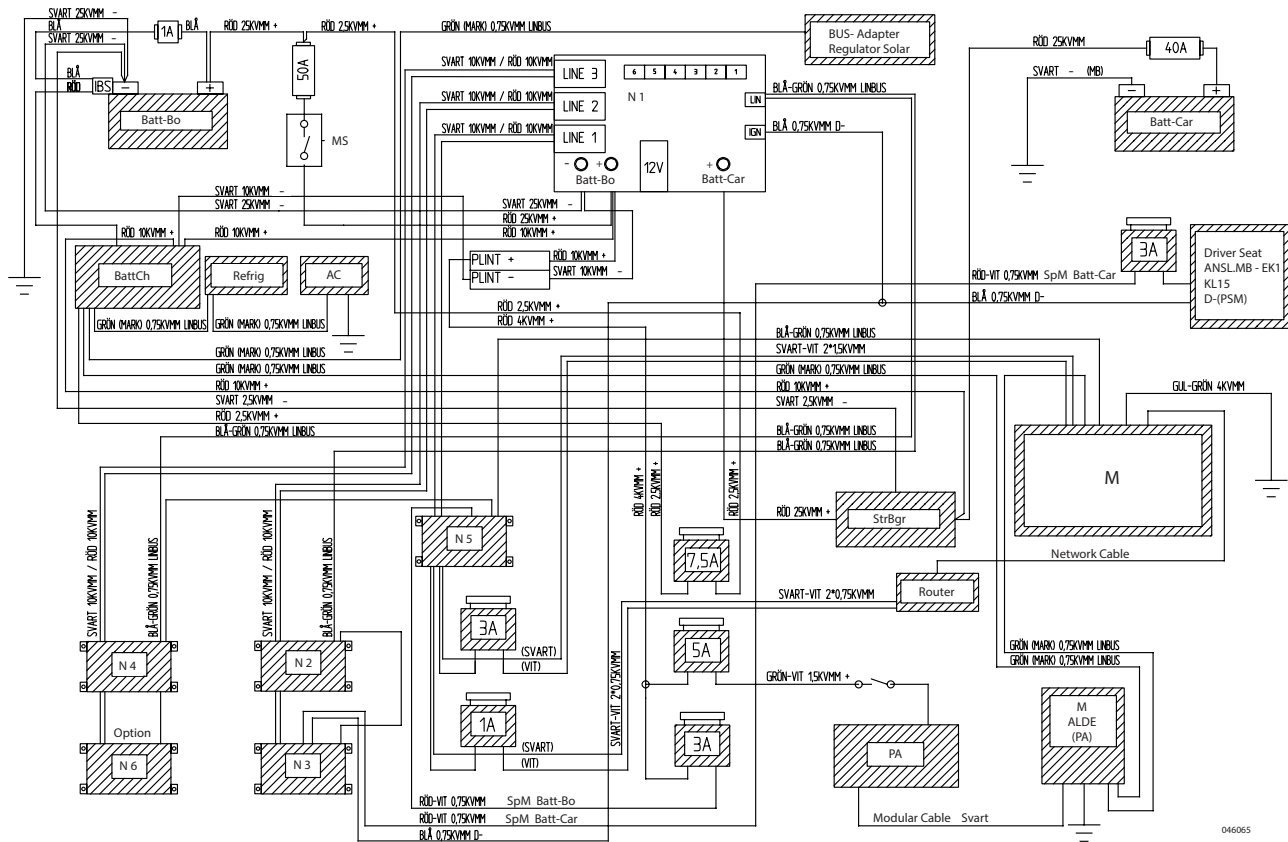 SVART 25KVMM -
BLÅ
SVART 25KVMM -
1A
BLÅ
RÖD 25KVMM +
RÖD 2,5KVMM +
GRÖN (MARK) 0,75KVMM LINBUS
BUS- Adapter
Regulator Solar
RÖD 25KVMM
40A
SVART - (MB)
BLÅ
RÖD
IBS
-
+
Batt-Bo
50A
MS
SVART 10KVMM / RÖD 10KVMM
LINE 3
SVART 10KVMM / RÖD 10KVMM
LINE 2
SVART 10KVMM / RÖD 10KVMM
LINE 1
6 5 4 3 2 1
N 1
LIN
IGN
BLÅ-GRÖN 0,75KVMM LINBUS
BLÅ 0,75KVMM D-
- +
Batt-Bo
12V
+
Batt-Car
-
+
Batt-Car
SVART 10KVMM -
SVART 25KVMM -
SVART 25KVMM -
RÖD 25KVMM +
RÖD 10KVMM +
RÖD 10KVMM +
RÖD 10KVMM +
PLINT +
PLINT -
RÖD 10KVMM +
SVART 10KVMM -
BattCh
Refrig
AC
3A
Driver Seat
ANSL.MB - EK1
KL15
D-(PSM)
RÖD-VIT 0,75KVMM SpM Batt-Car
BLÅ 0,75KVMM D-
RÖD 2,5KVMM +
RÖD 4KVMM +
GRÖN (MARK) 0,75KVMM LINBUS
GRÖN (MARK) 0,75KVMM LINBUS
GRÖN (MARK) 0,75KVMM LINBUS
GRÖN (MARK) 0,75KVMM LINBUS
RÖD 10KVMM +
SVART 2,5KVMM -
RÖD 2,5KVMM +
BLÅ-GRÖN 0,75KVMM LINBUS
BLÅ-GRÖN 0,75KVMM LINBUS
SVART-VIT 2*1,5KVMM
GRÖN (MARK) 0,75KVMM LINBUS
RÖD 10KVMM +
SVART 2,5KVMM -
BLÅ-GRÖN 0,75KVMM LINBUS
BLÅ-GRÖN 0,75KVMM LINBUS
GUL-GRÖN 4KVMM
M
RÖD 4KVMM +
RÖD 2,5KVMM +
RÖD 2,5KVMM +
RÖD 25KVMM +
StrBgr
Network Cable
N 5
7,5A
SVART-VIT 2*0,75KVMM
Router
SVART 10KVMM / RÖD 10KVMM
BLÅ-GRÖN 0,75KVMM LINBUS
SVART 10KVMM / RÖD 10KVMM
BLÅ-GRÖN 0,75KVMM LINBUS
3A
(SVART)
(VIT)
SVART-VIT 2*0,75KVMM
5A
GRÖN-VIT 1,5KVMM +
GRÖN (MARK) 0,75KVMM LINBUS
GRÖN (MARK) 0,75KVMM LINBUS
N 4
N 2
1A
(SVART)
(VIT)
3A
PA
M
ALDE
(PA)
Option
N 6
N 3
RÖD-VIT 0,75KVMM SpM Batt-Bo
RÖD-VIT 0,75KVMM SpM Batt-Car
BLÅ 0,75KVMM D-
Modular Cable Svart
046065